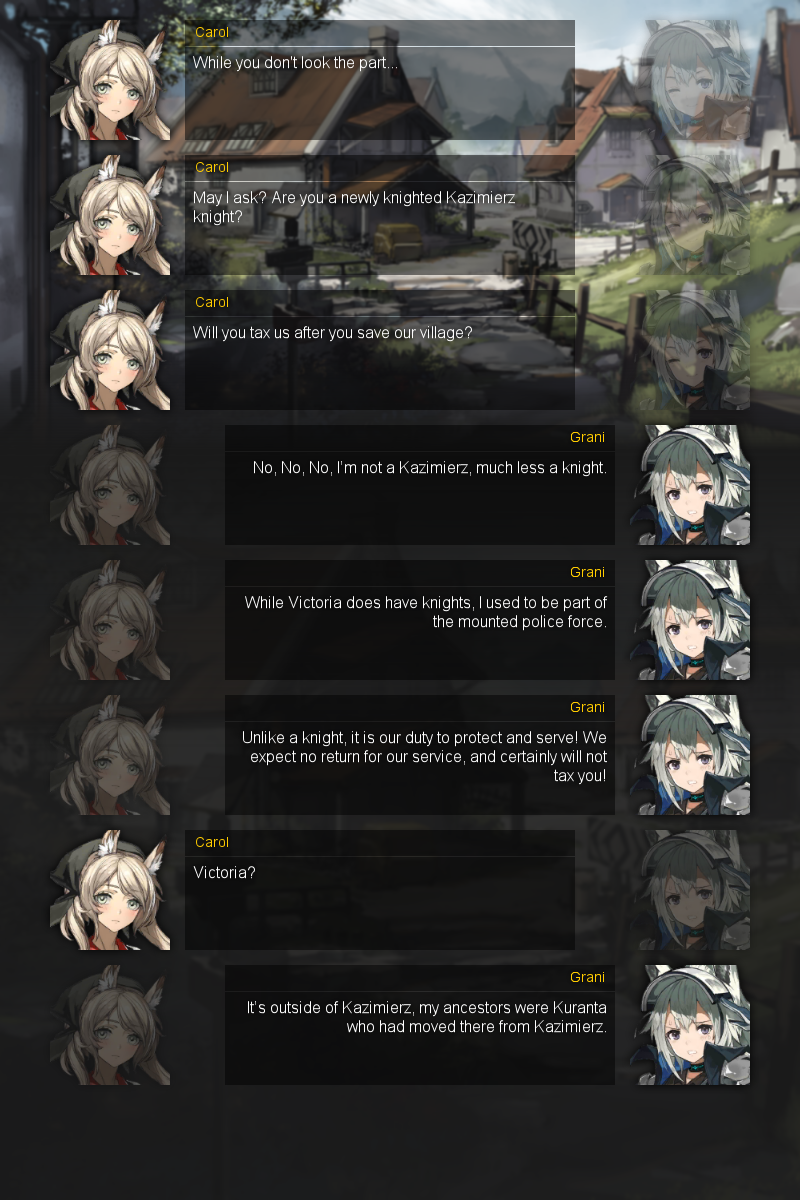 Carol
While you don't look the part...
Carol
May I ask? Are you a newly knighted Kazimierz
knight?
Carol
Will you tax us after you save our village?
Grani
No, No, No, I'm not a Kazimierz, much less a knight.
Grani
While Victoria does have knights, I used to be part of
the mounted police force.
Grani
Unlike a knight, it is our duty to protect and serve! We
expect no return for our service, and certainly will not
tax you!
Carol
Victoria?
Grani
It's outside of Kazimierz, my ancestors were Kuranta
who had moved there from Kazimierz.